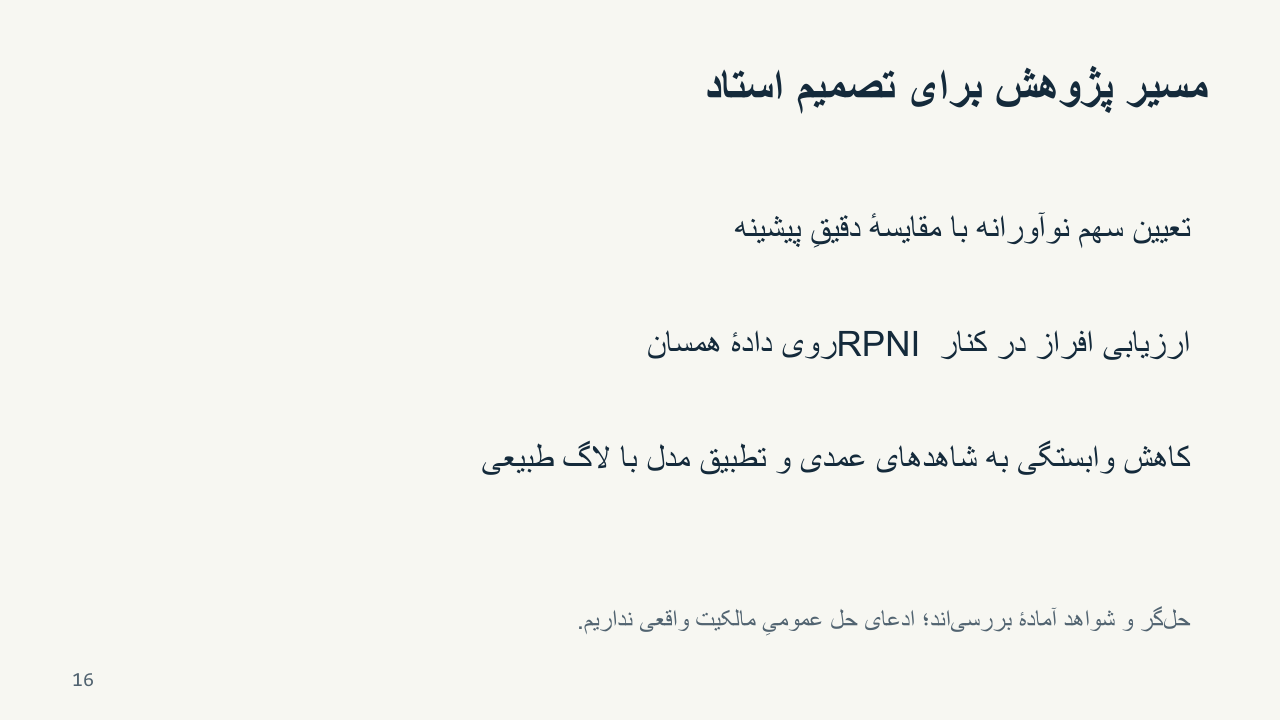 مسیر پژوهش برای تصمیم استاد
تعیین سهم نوآورانه با مقایسهٔ دقیقِ پیشینه
ارزیابی افراز در کنار RPNI روی دادهٔ همسان
کاهش وابستگی به شاهدهای عمدی و تطبیق مدل با لاگ طبیعی
حل‌گر و شواهد آمادهٔ بررسی‌اند؛ ادعای حل عمومیِ مالکیت واقعی نداریم.
16